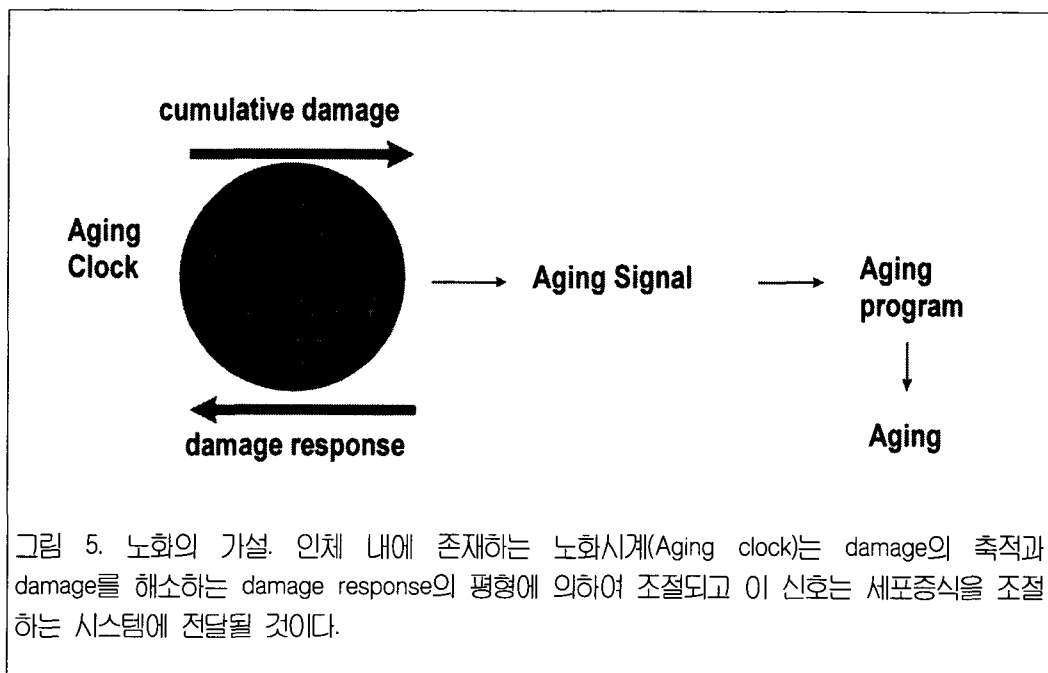 cumulative damage
Aging
Clock
Aging Signal
Aging
program
damage response
Aging
그림 5. 노화의 가설. 인체 내에 존재하는 노화시계(Aging clock)는 damage의 축적과
damage를 해소하는 damage response의 평형에 의하여 조절되고 이 신호는 세포증식을 조절
하는 시스템에 전달될 것이다.